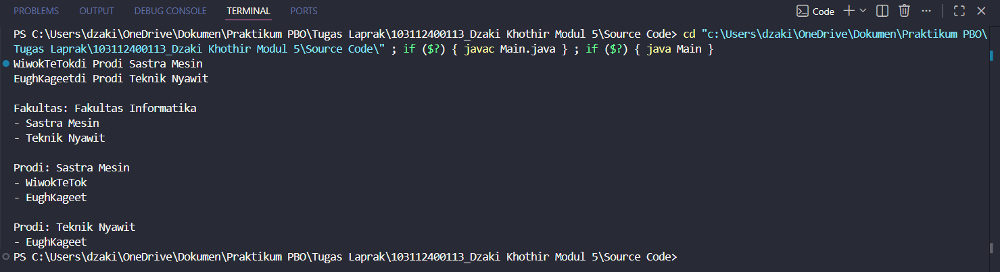 PROBLEMS OUTPUT DEBUG CONSOLE TERMINAL PORTS Code
PS C:\Users\dzaki\OneDrive\Dokumen\Praktikum PBO\Tugas Laprak\103112400113_Dzaki Khothir Modul 5\Source Code> cd "c:\Users\dzaki\OneDrive\Dokumen\Praktikum PBO\
Tugas Laprak\103112400113_Dzaki Khothir Modul 5\Source Code\" ; if ($?) { javac Main.java } ; if ($?) { java Main }
WiwokTeTokdi Prodi Sastra Mesin
EughKageetdi Prodi Teknik Nyawit
Fakultas: Fakultas Informatika
- Sastra Mesin
- Teknik Nyawit
Prodi: Sastra Mesin
- WiwokTeTok
- EughKageet
Prodi: Teknik Nyawit
- EughKageet
PS C:\Users\dzaki\OneDrive\Dokumen\Praktikum PBO\Tugas Laprak\103112400113_Dzaki Khothir Modul 5\Source Code>